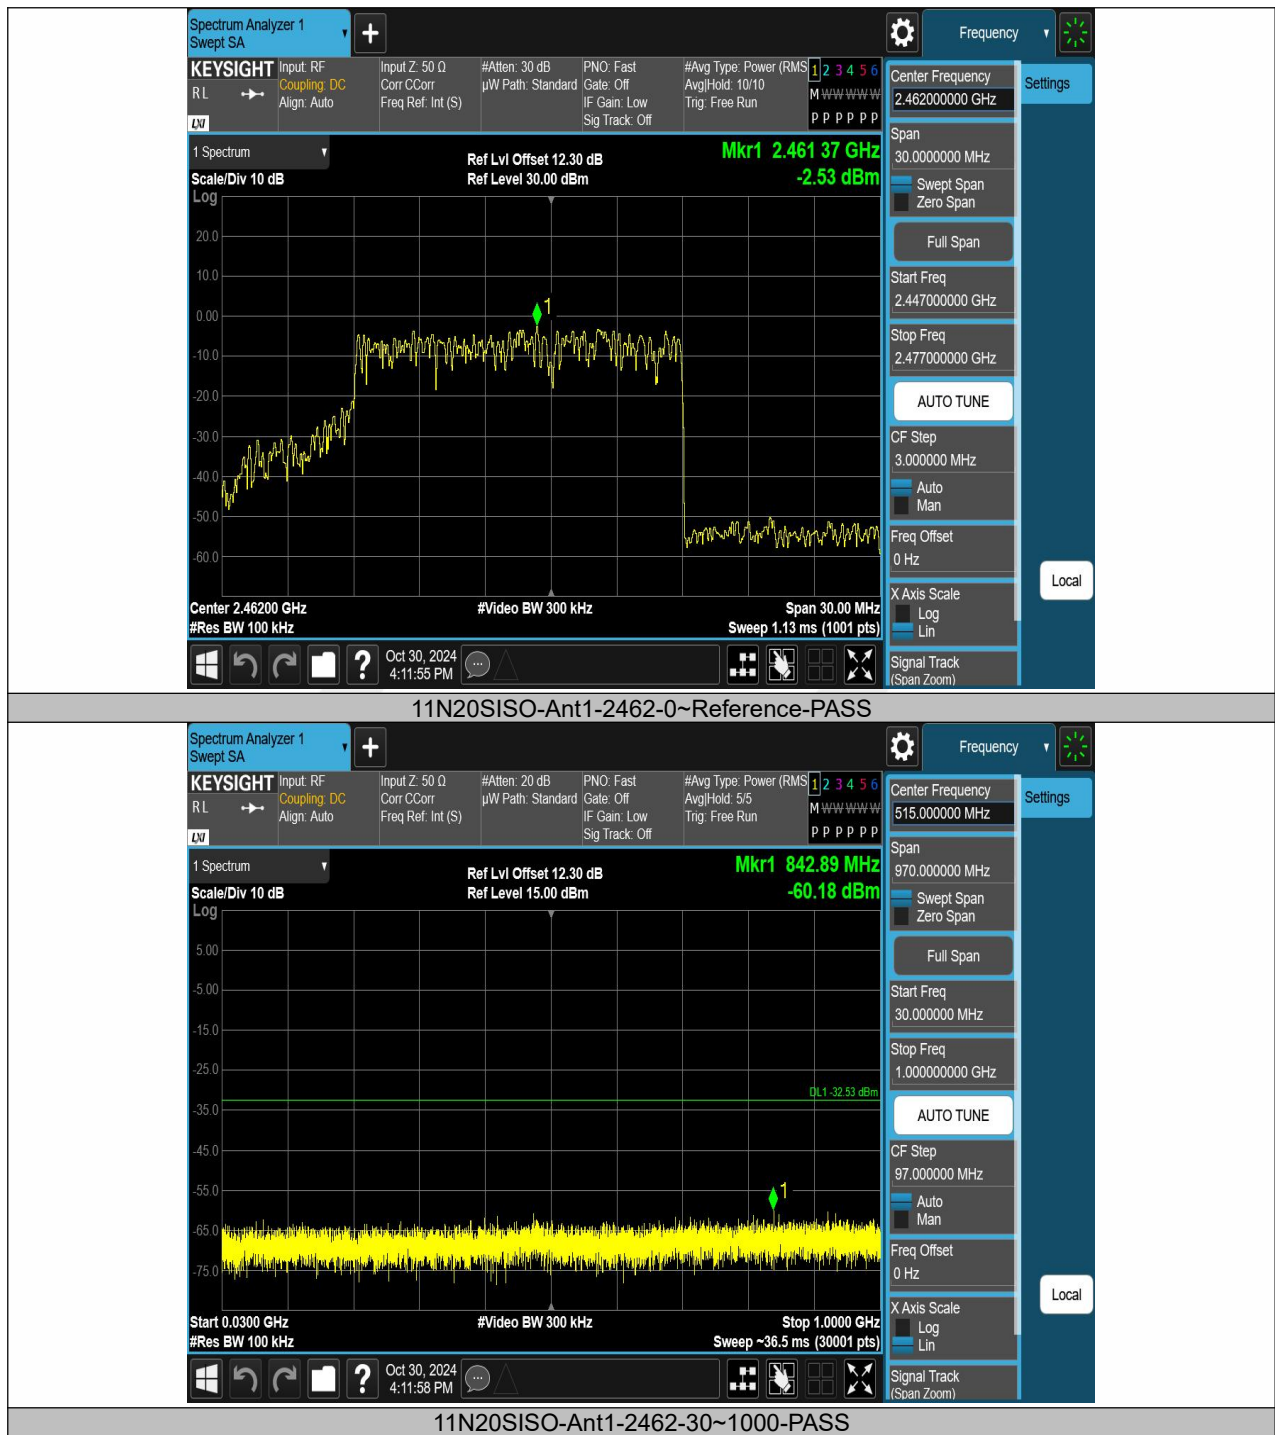 Spectrum Analyzer 1
Swept SA
+
Frequency
KEYSIGHT
RL
LXI
Input: RF
Coupling: DC
Align: Auto
Input Z: 50 Ω
Corr CCorr
Freq Ref: Int (S)
#Atten: 30 dB
µW Path: Standard
PNO: Fast
Gate: Off
IF Gain: Low
Sig Track: Off
#Avg Type: Power (RMS
Avg|Hold: 10/10
Trig: Free Run
1 2 3 4 5 6
M W W W W W
P P P P P P
1 Spectrum
Scale/Div 10 dB
Log
Ref Lvl Offset 12.30 dB
Ref Level 30.00 dBm
Mkr1 2.461 37 GHz
-2.53 dBm
20.0
10.0
0.00
-10.0
-20.0
-30.0
-40.0
-50.0
-60.0
1
Center 2.46200 GHz
#Res BW 100 kHz
#Video BW 300 kHz
Span 30.00 MHz
Sweep 1.13 ms (1001 pts)
?
Oct 30, 2024
4:11:55 PM
Center Frequency
2.462000000 GHz
Span
30.0000000 MHz
Swept Span
Zero Span
Full Span
Start Freq
2.447000000 GHz
Stop Freq
2.477000000 GHz
AUTO TUNE
CF Step
3.000000 MHz
Auto
Man
Freq Offset
0 Hz
X Axis Scale
Log
Lin
Signal Track
(Span Zoom)
Settings
Local
11N20SISO-Ant1-2462-0~Reference-PASS
Spectrum Analyzer 1
Swept SA
+
Frequency
KEYSIGHT
RL
LXI
Input: RF
Coupling: DC
Align: Auto
Input Z: 50 Ω
Corr CCorr
Freq Ref: Int (S)
#Atten: 20 dB
µW Path: Standard
PNO: Fast
Gate: Off
IF Gain: Low
Sig Track: Off
#Avg Type: Power (RMS
Avg|Hold: 5/5
Trig: Free Run
1 2 3 4 5 6
M W W W W W
P P P P P P
1 Spectrum
Scale/Div 10 dB
Log
Ref Lvl Offset 12.30 dB
Ref Level 15.00 dBm
Mkr1 842.89 MHz
-60.18 dBm
5.00
-5.00
-15.0
-25.0
-35.0
-45.0
-55.0
-65.0
-75.0
DL1 -32.53 dBm
1
Start 0.0300 GHz
#Res BW 100 kHz
#Video BW 300 kHz
Stop 1.0000 GHz
Sweep ~36.5 ms (30001 pts)
?
Oct 30, 2024
4:11:58 PM
Center Frequency
515.000000 MHz
Span
970.000000 MHz
Swept Span
Zero Span
Full Span
Start Freq
30.000000 MHz
Stop Freq
1.000000000 GHz
AUTO TUNE
CF Step
97.000000 MHz
Auto
Man
Freq Offset
0 Hz
X Axis Scale
Log
Lin
Signal Track
(Span Zoom)
Settings
Local
11N20SISO-Ant1-2462-30~1000-PASS